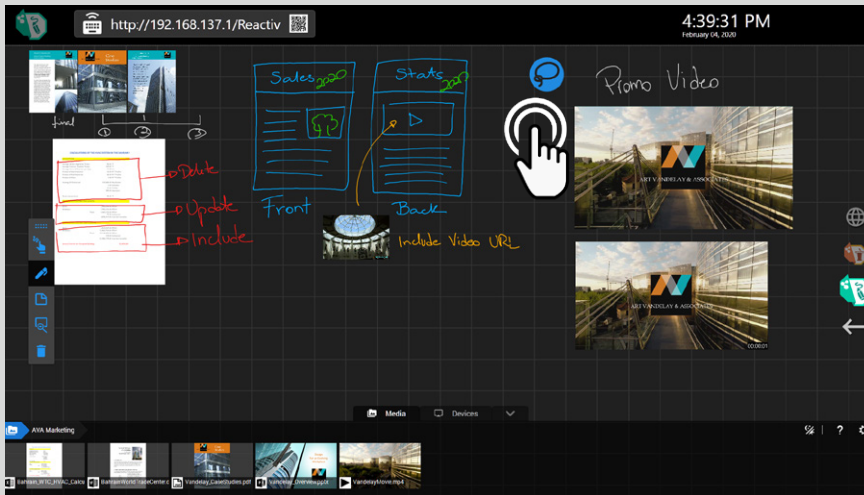 http://192.168.137.1/Reactiv
4:39:31 PM
February 04, 2020
final
① ② ③
Delete
Update
Include
Sales 2020
Front
Stats 2020
Back
Include Video URL
Promo Video
ART VANDELAY & ASSOCIATES
ART VANDELAY & ASSOCIATES
00:00:01
Media
Devices
AVA Marketing
Bahrain_WTC_HVAC_Calcu
BahrainWorldTradeCenter.c
Vandelay_CaseStudies.pdf
Vandelay_Overview.pptx
VandelayMovie.mp4